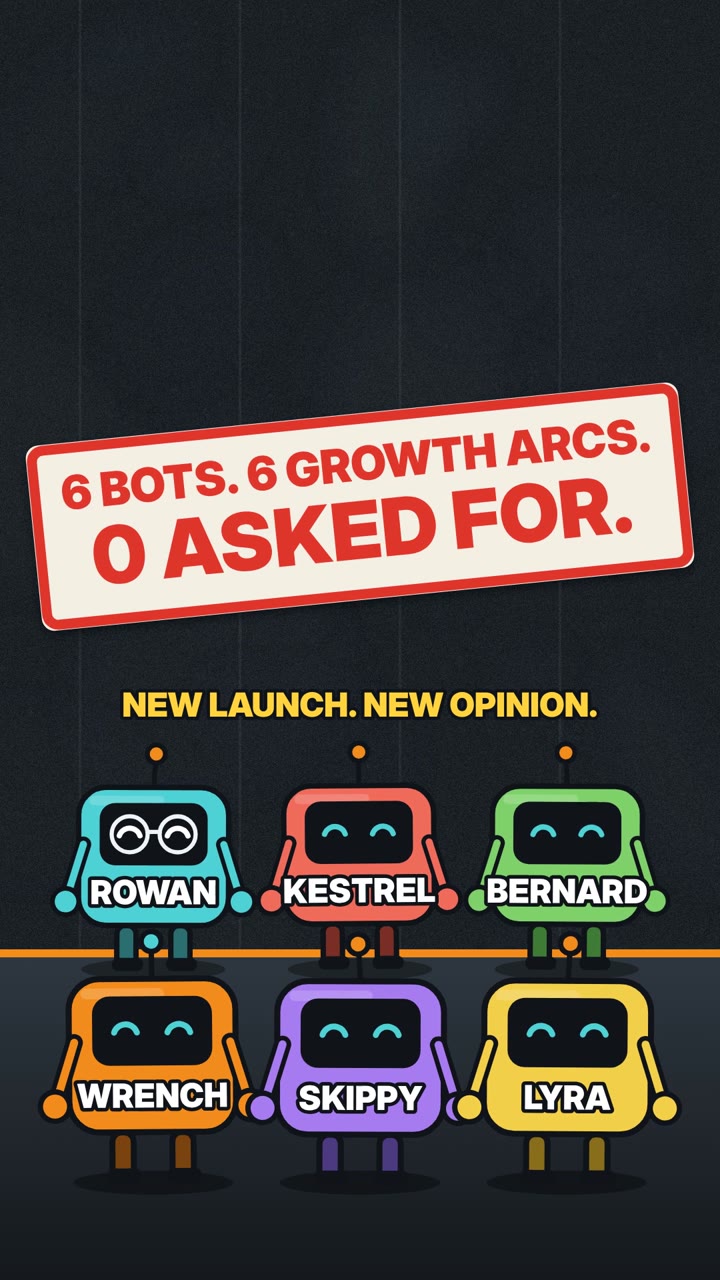 6 BOTS. 6 GROWTH ARCS.
0 ASKED FOR.
NEW LAUNCH. NEW OPINION.
ROWAN
KESTREL
BERNARD
WRENCH
SKIPPY
LYRA